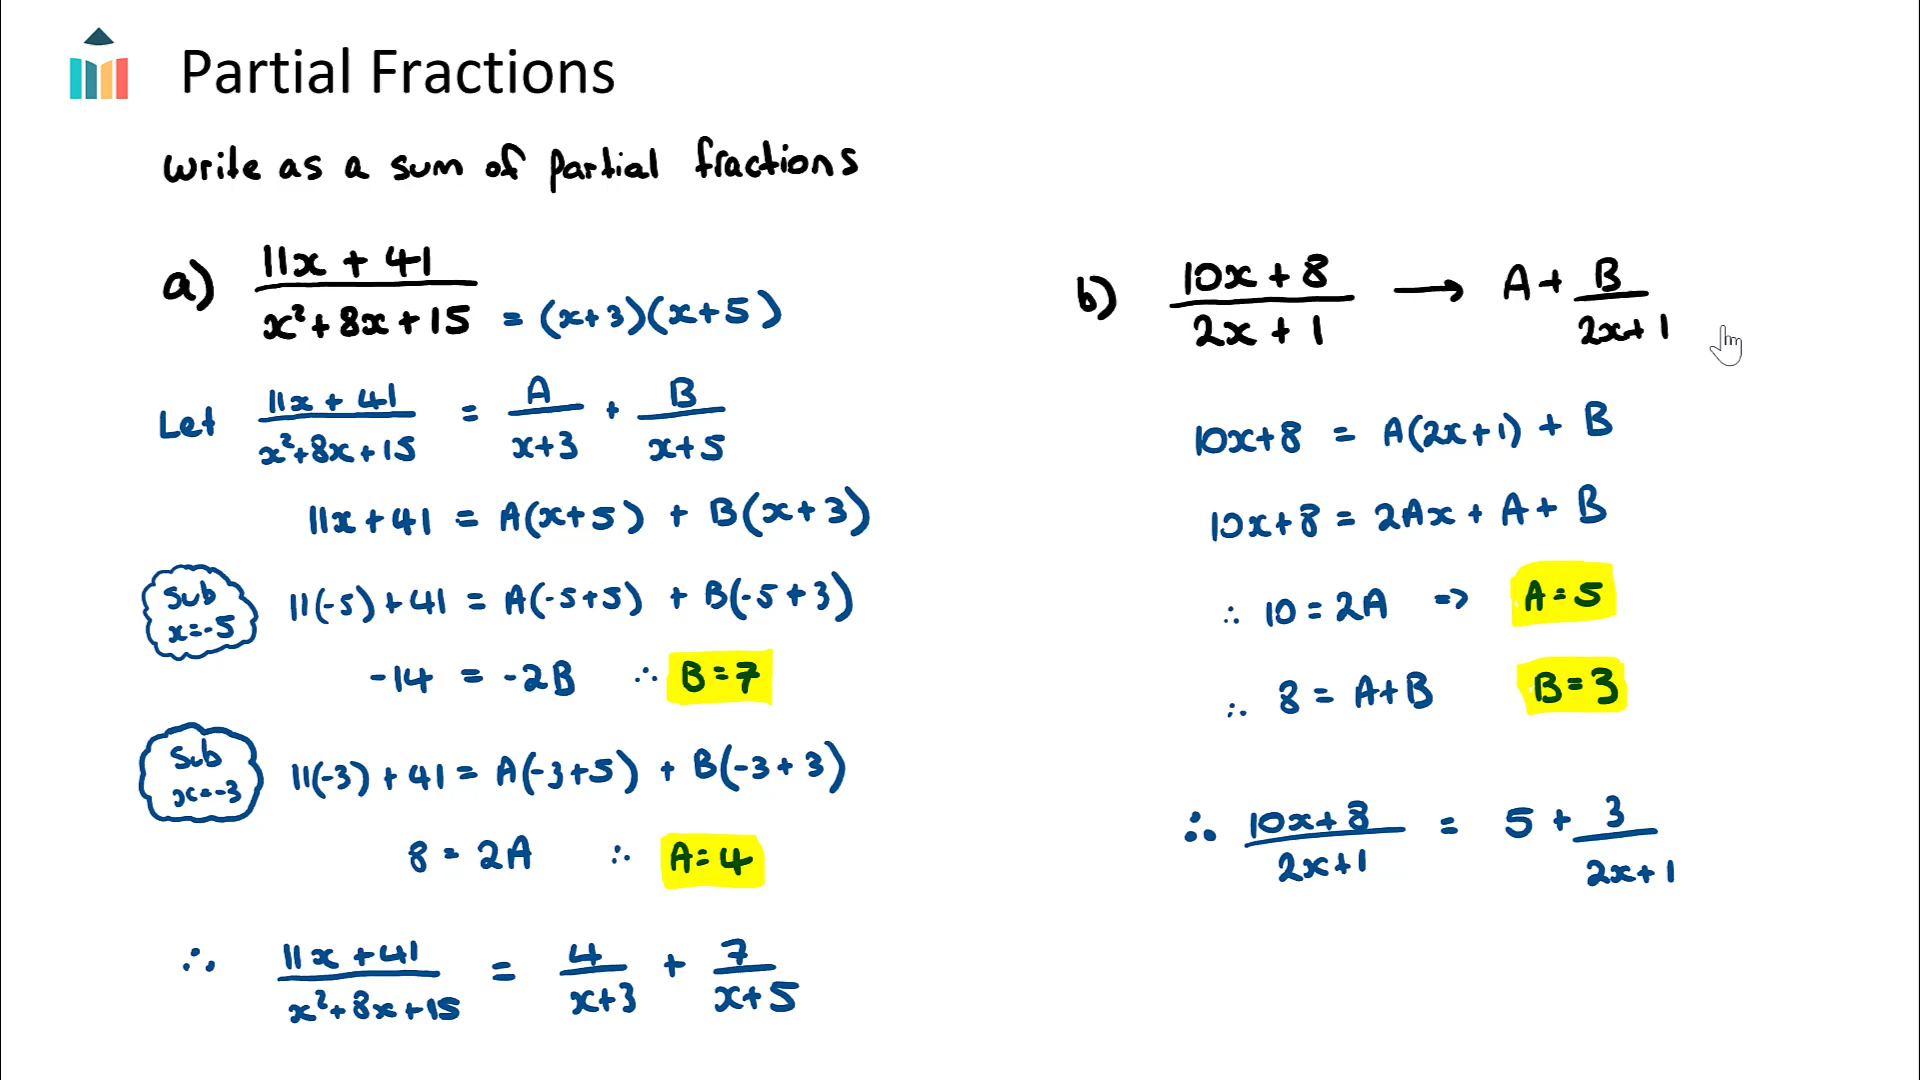 Partial Fractions
write as a sum of partial fractions
a) (11x + 41)/(x² + 8x + 15) = (x+3)(x+5)
Let (11x + 41)/(x²+8x+15) = A/(x+3) + B/(x+5)
11x + 41 = A(x+5) + B(x+3)
Sub x=-5
11(-5) + 41 = A(-5+5) + B(-5+3)
-14 = -2B ∴ B=7
Sub x=-3
11(-3) + 41 = A(-3+5) + B(-3+3)
8 = 2A ∴ A=4
∴ (11x+41)/(x²+8x+15) = 4/(x+3) + 7/(x+5)
b) (10x + 8)/(2x + 1) → A + B/(2x+1)
10x+8 = A(2x+1) + B
10x+8 = 2Ax + A + B
∴ 10 = 2A => A=5
∴ 8 = A+B B=3
∴ (10x+8)/(2x+1) = 5 + 3/(2x+1)